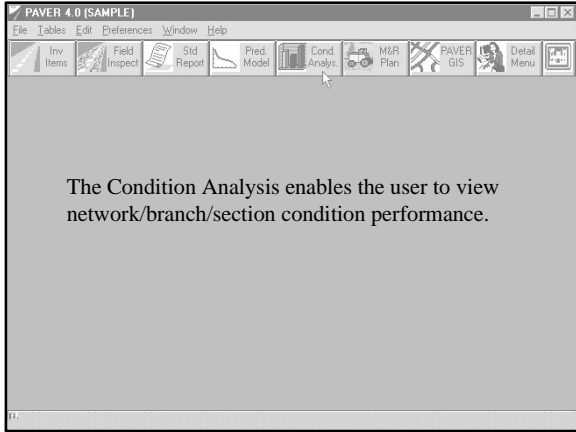 PAVER 4.0 (SAMPLE)
File Tables Edit Preferences Window Help
Inv Items
Field Inspect
Std Report
Pred. Model
Cond. Analys.
M&R Plan
PAVER GIS
Detail Menu
The Condition Analysis enables the user to view
network/branch/section condition performance.